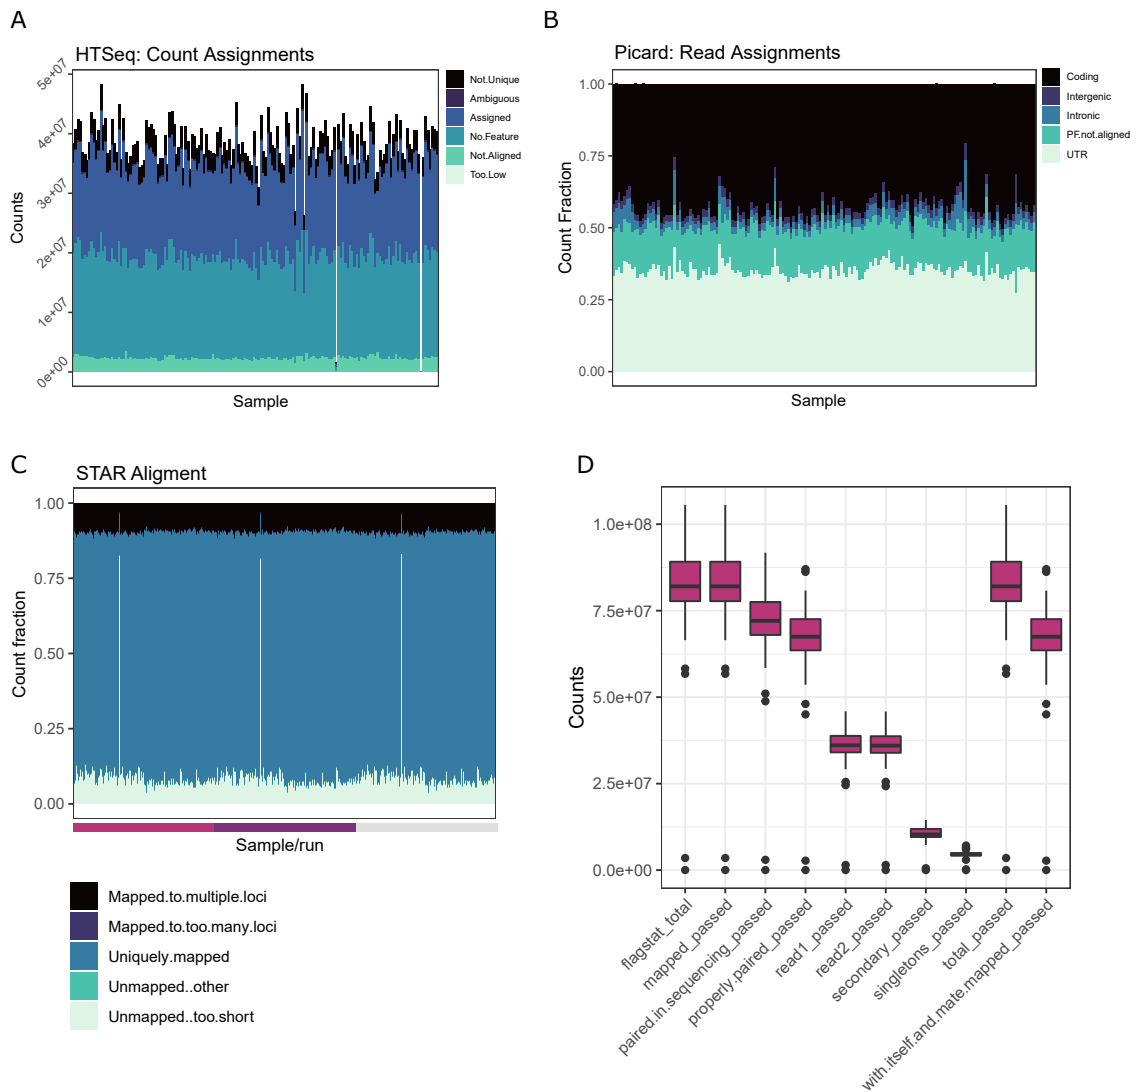 A
HTSeq: Count Assignments
5e+07
4e+07
3e+07
2e+07
1e+07
0e+00
Counts
Sample
Not.Unique
Ambiguous
Assigned
No.Feature
Not.Aligned
Too.Low
B
Picard: Read Assignments
1.00
0.75
0.50
0.25
0.00
Count Fraction
Sample
Coding
Intergenic
Intronic
PF.not.aligned
UTR
C
STAR Aligment
1.00
0.75
0.50
0.25
0.00
Count fraction
Sample/run
Mapped.to.multiple.loci
Mapped.to.too.many.loci
Uniquely.mapped
Unmapped..other
Unmapped..too.short
D
1.0e+08
7.5e+07
5.0e+07
2.5e+07
0.0e+00
Counts
flagstat_total
mapped_passed
paired.in.sequencing_passed
properly.paired_passed
read1_passed
read2_passed
secondary_passed
singletons_passed
total_passed
with.itself.and.mate.mapped_passed